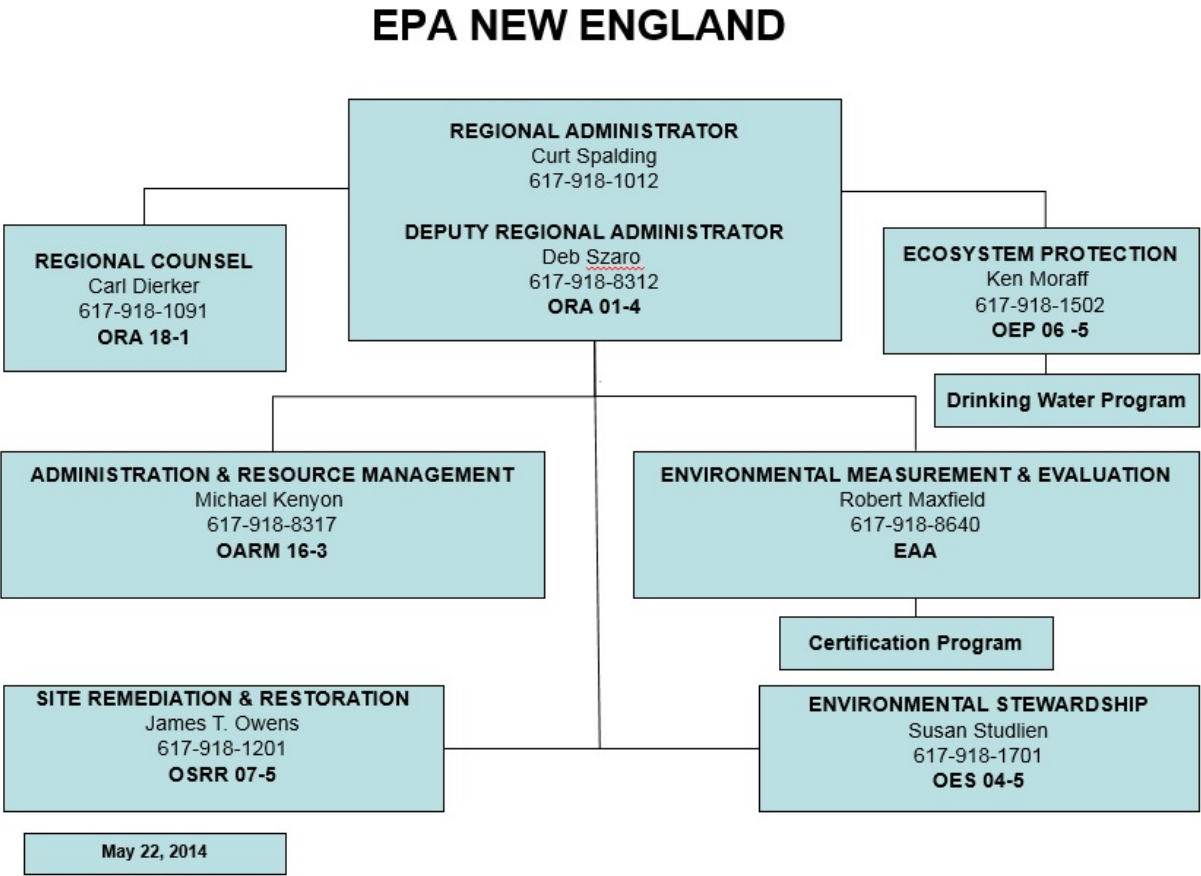 EPA NEW ENGLAND
REGIONAL ADMINISTRATOR
Curt Spalding
617-918-1012
DEPUTY REGIONAL ADMINISTRATOR
Deb Szaro
617-918-8312
ORA 01-4
REGIONAL COUNSEL
Carl Dierker
617-918-1091
ORA 18-1
ECOSYSTEM PROTECTION
Ken Moraff
617-918-1502
OEP 06 -5
Drinking Water Program
ADMINISTRATION & RESOURCE MANAGEMENT
Michael Kenyon
617-918-8317
OARM 16-3
ENVIRONMENTAL MEASUREMENT & EVALUATION
Robert Maxfield
617-918-8640
EAA
Certification Program
SITE REMEDIATION & RESTORATION
James T. Owens
617-918-1201
OSRR 07-5
ENVIRONMENTAL STEWARDSHIP
Susan Studlien
617-918-1701
OES 04-5
May 22, 2014